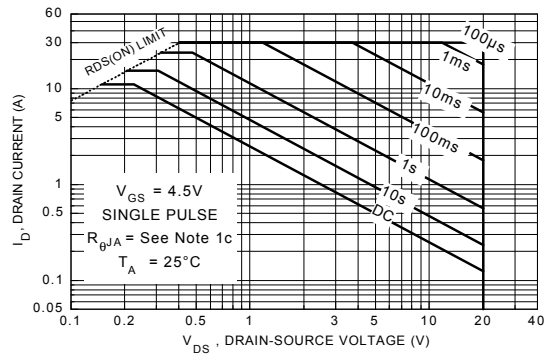 60
30
10
5
1
0.5
0.1
0.05
I_D, DRAIN CURRENT (A)
RDS(ON) LIMIT
100μs
1ms
10ms
100ms
1s
10s
DC
V_GS = 4.5V
SINGLE PULSE
R_θJA = See Note 1c
T_A = 25°C
0.1 0.2 0.5 1 2 3 5 7 10 20 40
V_DS , DRAIN-SOURCE VOLTAGE (V)